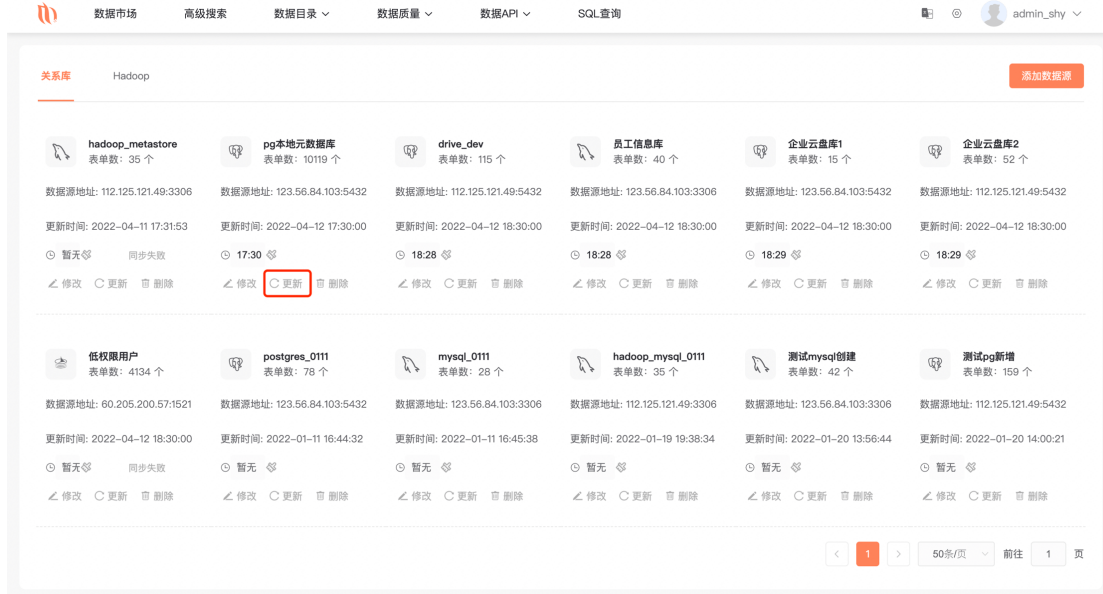 数据市场 高级搜索 数据目录 数据质量 数据API SQL查询 admin_shy
关系库 Hadoop 添加数据源
hadoop_metastore pg本地元数据库 drive_dev 员工信息库 企业云盘库1 企业云盘库2
表单数：35 个 表单数：10119 个 表单数：115 个 表单数：40 个 表单数：15 个 表单数：52 个
数据源地址: 112.125.121.49:3306 数据源地址: 123.56.84.103:5432 数据源地址: 112.125.121.49:5432 数据源地址: 123.56.84.103:3306 数据源地址: 123.56.84.103:5432 数据源地址: 112.125.121.49:5432
更新时间: 2022-04-11 17:31:53 更新时间: 2022-04-12 17:30:00 更新时间: 2022-04-12 18:30:00 更新时间: 2022-04-12 18:30:00 更新时间: 2022-04-12 18:30:00 更新时间: 2022-04-12 18:30:00
暂无 同步失败 17:30 18:28 18:28 18:29 18:29
修改 更新 删除 修改 更新 删除 修改 更新 删除 修改 更新 删除 修改 更新 删除 修改 更新 删除
低权限用户 postgres_0111 mysql_0111 hadoop_mysql_0111 测试mysql创建 测试pg新增
表单数：4134 个 表单数：78 个 表单数：28 个 表单数：35 个 表单数：42 个 表单数：159 个
数据源地址: 60.205.200.57:1521 数据源地址: 123.56.84.103:5432 数据源地址: 123.56.84.103:3306 数据源地址: 112.125.121.49:3306 数据源地址: 123.56.84.103:3306 数据源地址: 112.125.121.49:5432
更新时间: 2022-04-12 18:30:00 更新时间: 2022-01-11 16:44:32 更新时间: 2022-01-11 16:45:38 更新时间: 2022-01-19 19:38:34 更新时间: 2022-01-20 13:56:44 更新时间: 2022-01-20 14:00:21
暂无 同步失败 暂无 暂无 暂无 暂无 暂无
修改 更新 删除 修改 更新 删除 修改 更新 删除 修改 更新 删除 修改 更新 删除 修改 更新 删除
1 50条/页 前往 1 页